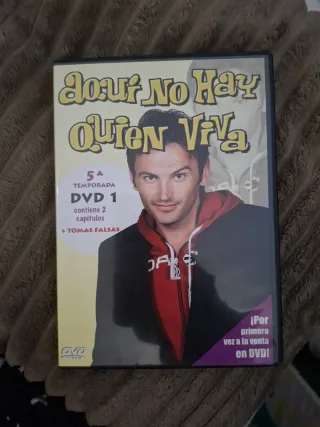 aquí no hay
quien viva
5ª
TEMPORADA
DVD 1
contiene 2
capítulos
+ TOMAS FALSAS
¡Por
primera
vez a la venta
en DVD!
DVD